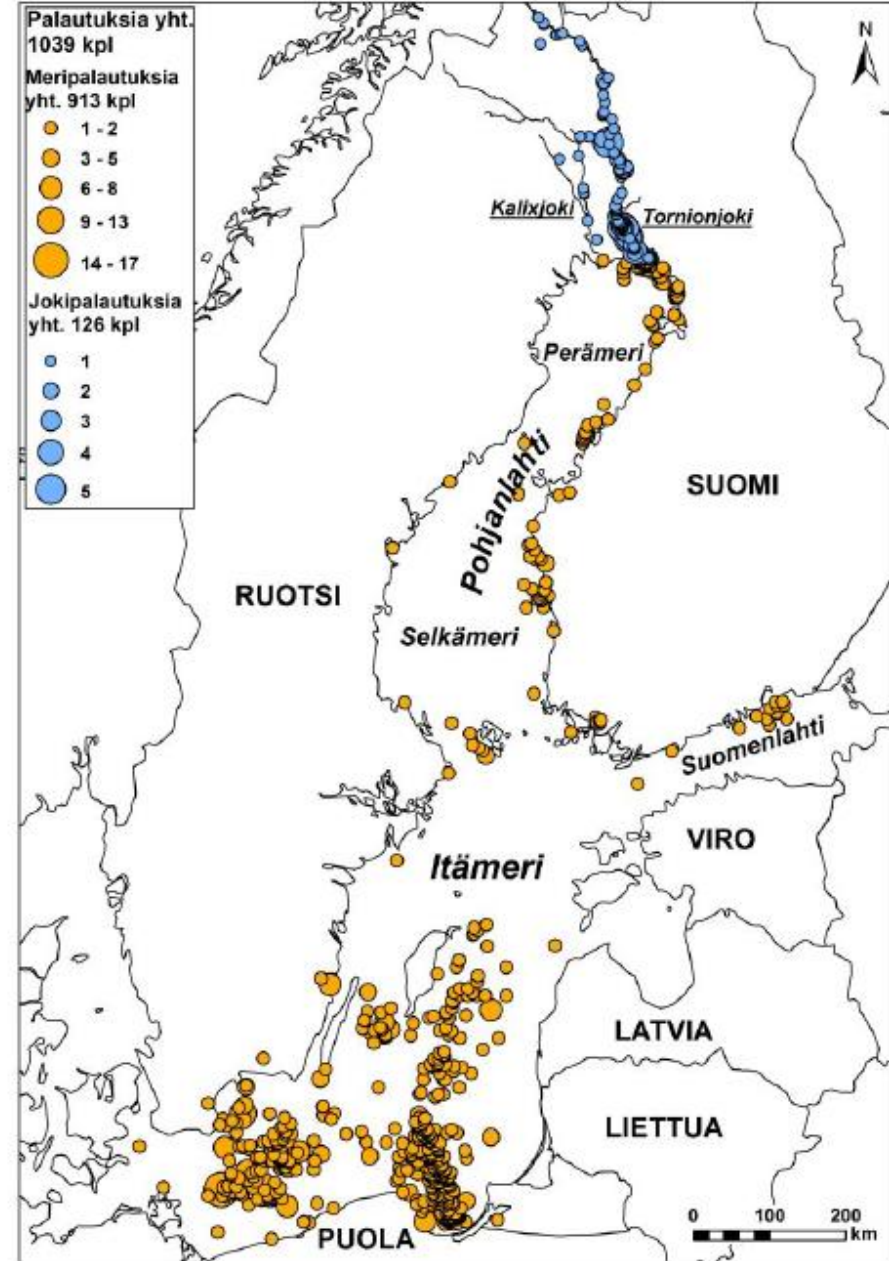 Palautuksia yht.
1039 kpl
Meripalautuksia
yht. 913 kpl
1 - 2
3 - 5
6 - 8
9 - 13
14 - 17
Jokipalautuksia
yht. 126 kpl
1
2
3
4
5
N
Kalixjoki
Tornionjoki
Perämeri
Pohjanlahti
SUOMI
RUOTSI
Selkämeri
Suomenlahti
VIRO
Itämeri
LATVIA
LIETTUA
PUOLA
0 100 200
km